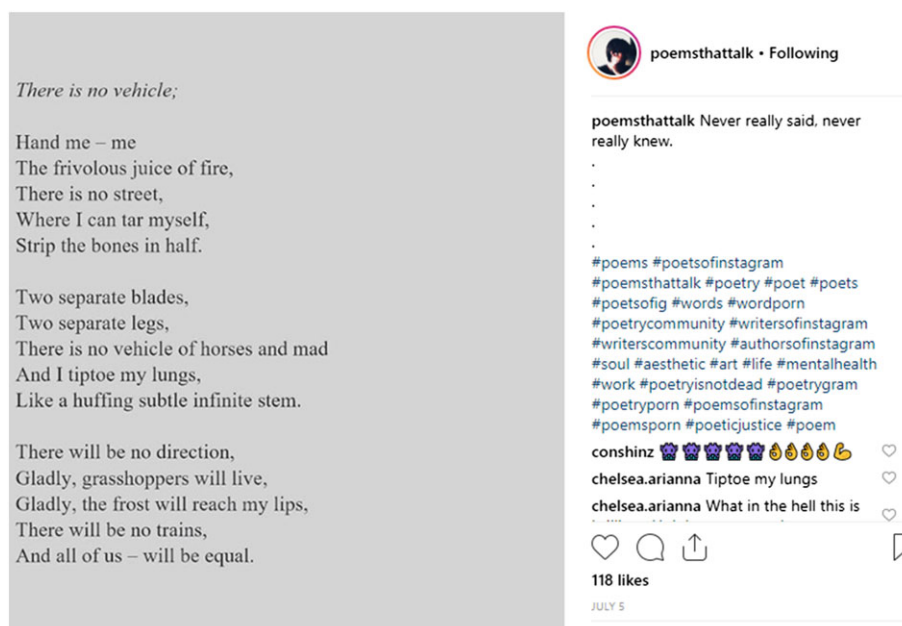 There is no vehicle;
Hand me – me
The frivolous juice of fire,
There is no street,
Where I can tar myself,
Strip the bones in half.
Two separate blades,
Two separate legs,
There is no vehicle of horses and mad
And I tiptoe my lungs,
Like a huffing subtle infinite stem.
There will be no direction,
Gladly, grasshoppers will live,
Gladly, the frost will reach my lips,
There will be no trains,
And all of us – will be equal.
poemsthattalk • Following
poemsthattalk Never really said, never
really knew.
.
.
.
.
.
#poems #poetsofinstagram
#poemsthattalk #poetry #poet #poets
#poetsofig #words #wordporn
#poetrycommunity #writersofinstagram
#writerscommunity #authorsofinstagram
#soul #aesthetic #art #life #mentalhealth
#work #poetryisnotdead #poetrygram
#poetryporn #poemsofinstagram
#poemsporn #poeticjustice #poem
conshinz 👾👾👾👾👾👌👌👌👌💪
chelsea.arianna Tiptoe my lungs
chelsea.arianna What in the hell this is
118 likes
JULY 5